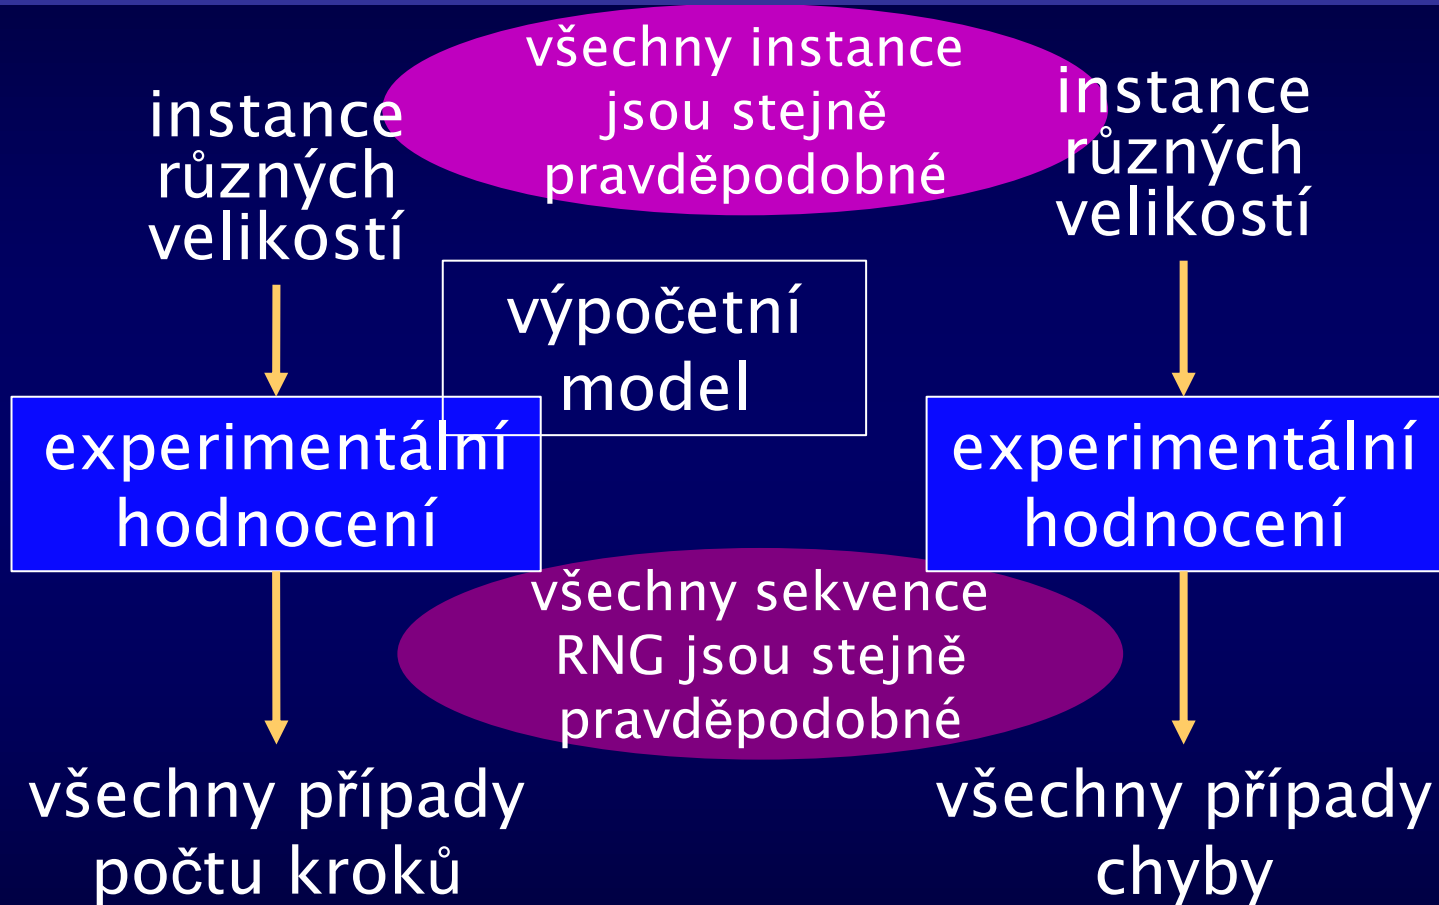 všechny instance
jsou stejně
pravděpodobné
instance
různých
velikostí
instance
různých
velikostí
výpočetní
model
experimentální
hodnocení
experimentální
hodnocení
všechny sekvence
RNG jsou stejně
pravděpodobné
všechny případy
počtu kroků
všechny případy
chyby